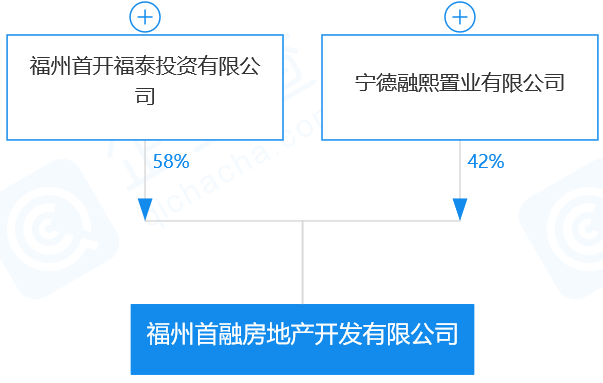 福州首开福泰投资有限公
司
宁德融熙置业有限公司
58%
42%
福州首融房地产开发有限公司